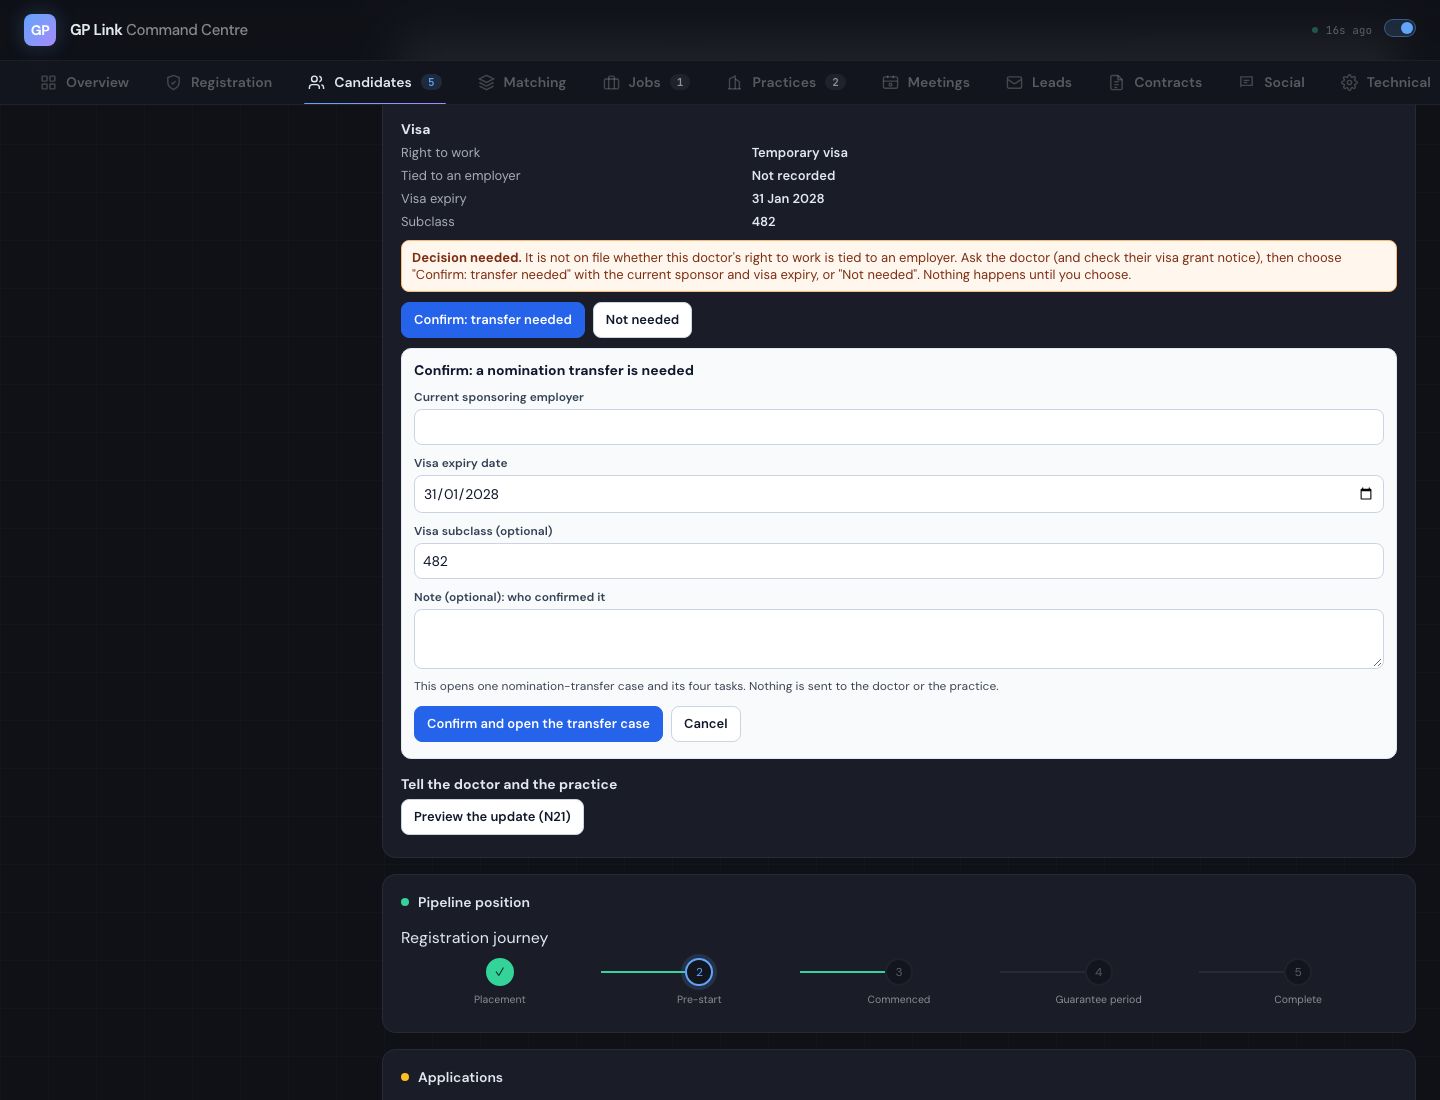 GP
GP Link Command Centre
16s ago
Overview
Registration
Candidates 5
Matching
Jobs 1
Practices 2
Meetings
Leads
Contracts
Social
Technical
Visa
Right to work
Temporary visa
Tied to an employer
Not recorded
Visa expiry
31 Jan 2028
Subclass
482
Decision needed. It is not on file whether this doctor's right to work is tied to an employer. Ask the doctor (and check their visa grant notice), then choose
"Confirm: transfer needed" with the current sponsor and visa expiry, or "Not needed". Nothing happens until you choose.
Confirm: transfer needed
Not needed
Confirm: a nomination transfer is needed
Current sponsoring employer
Visa expiry date
31/01/2028
Visa subclass (optional)
482
Note (optional): who confirmed it
This opens one nomination-transfer case and its four tasks. Nothing is sent to the doctor or the practice.
Confirm and open the transfer case
Cancel
Tell the doctor and the practice
Preview the update (N21)
Pipeline position
Registration journey
2
3
4
5
Placement
Pre-start
Commenced
Guarantee period
Complete
Applications